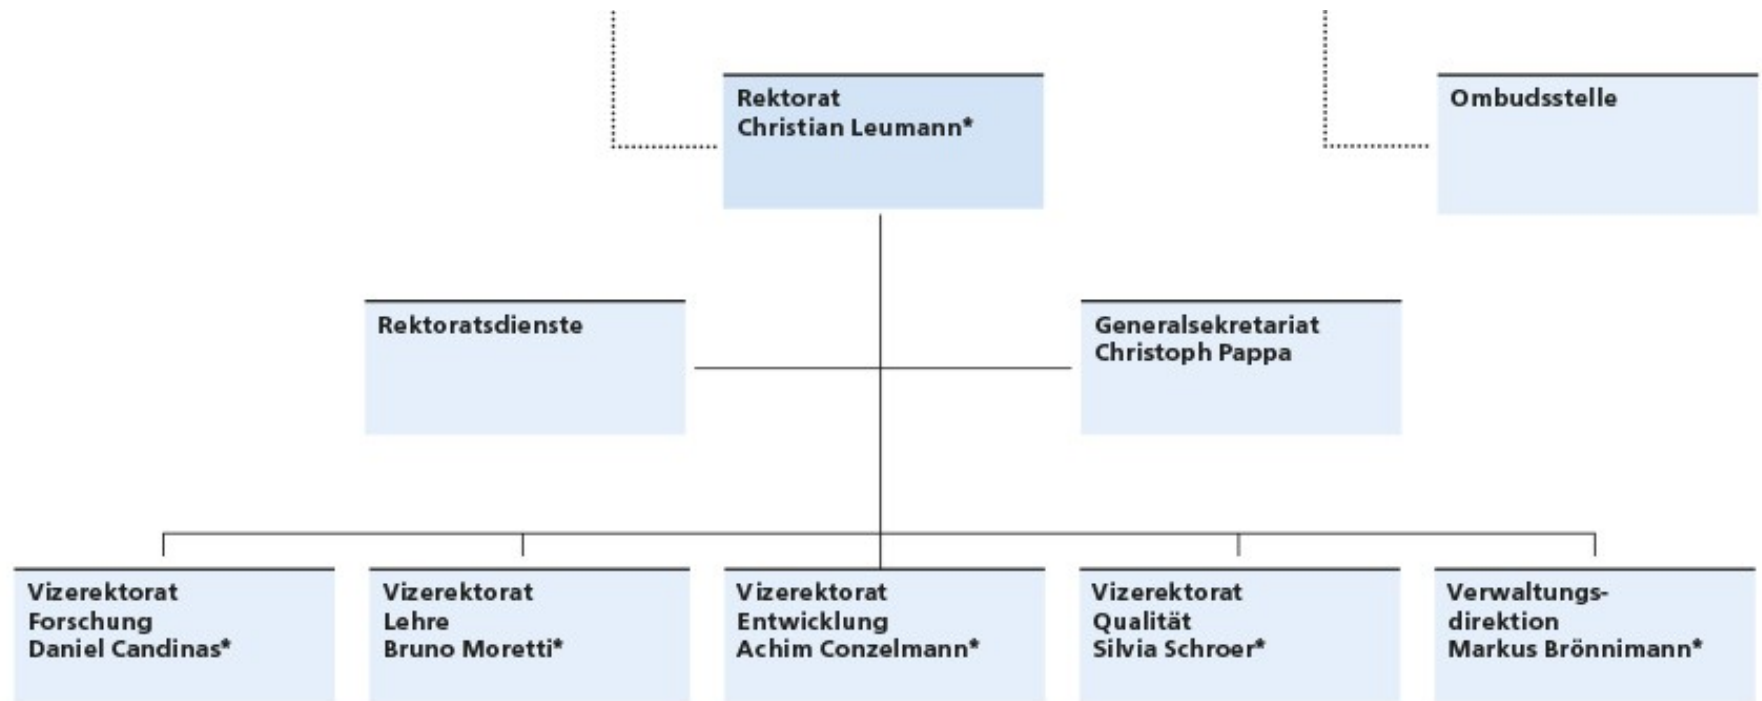 Rektorat
Christian Leumann*
Ombudsstelle
Rektoratsdienste
Generalsekretariat
Christoph Pappa
Vizerektorat
Forschung
Daniel Candinas*
Vizerektorat
Lehre
Bruno Moretti*
Vizerektorat
Entwicklung
Achim Conzelmann*
Vizerektorat
Qualität
Silvia Schroer*
Verwaltungs-
direktion
Markus Brönnimann*